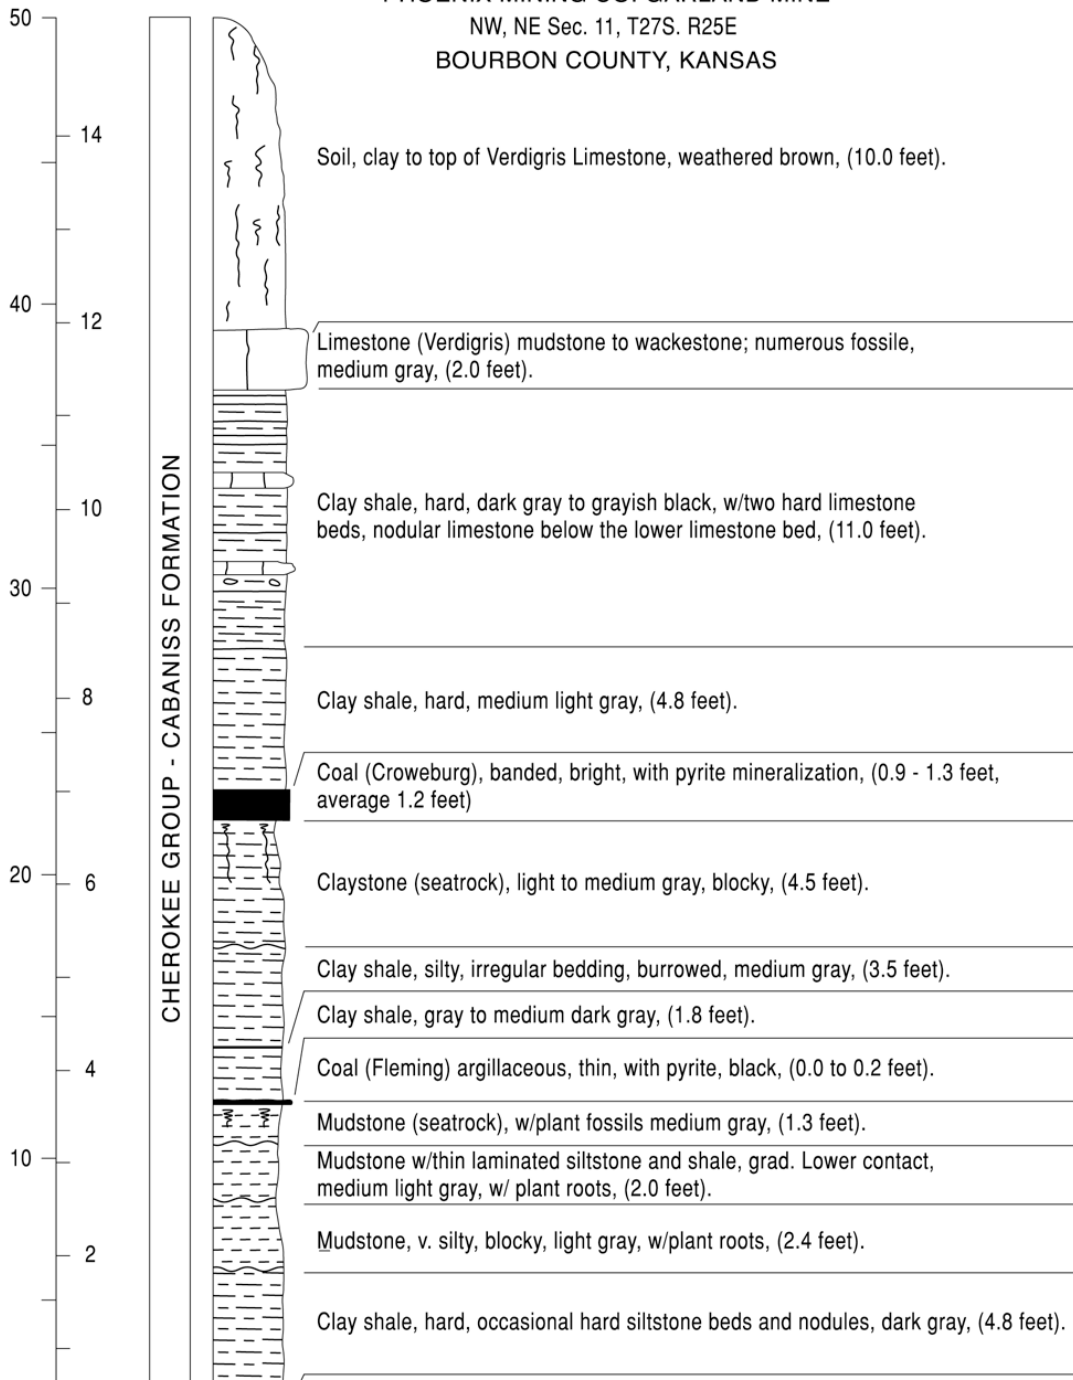 PHOENIX MINING CO. GARLAND MINE
NW, NE Sec. 11, T27S. R25E
BOURBON COUNTY, KANSAS
50
14
Soil, clay to top of Verdigris Limestone, weathered brown, (10.0 feet).
40
12
Limestone (Verdigris) mudstone to wackestone; numerous fossile,
medium gray, (2.0 feet).
CHEROKEE GROUP - CABANISS FORMATION
10
Clay shale, hard, dark gray to grayish black, w/two hard limestone
beds, nodular limestone below the lower limestone bed, (11.0 feet).
30
8
Clay shale, hard, medium light gray, (4.8 feet).
Coal (Croweburg), banded, bright, with pyrite mineralization, (0.9 - 1.3 feet,
average 1.2 feet)
20
6
Claystone (seatrock), light to medium gray, blocky, (4.5 feet).
Clay shale, silty, irregular bedding, burrowed, medium gray, (3.5 feet).
Clay shale, gray to medium dark gray, (1.8 feet).
4
Coal (Fleming) argillaceous, thin, with pyrite, black, (0.0 to 0.2 feet).
Mudstone (seatrock), w/plant fossils medium gray, (1.3 feet).
10
Mudstone w/thin laminated siltstone and shale, grad. Lower contact,
medium light gray, w/ plant roots, (2.0 feet).
Mudstone, v. silty, blocky, light gray, w/plant roots, (2.4 feet).
2
Clay shale, hard, occasional hard siltstone beds and nodules, dark gray, (4.8 feet).